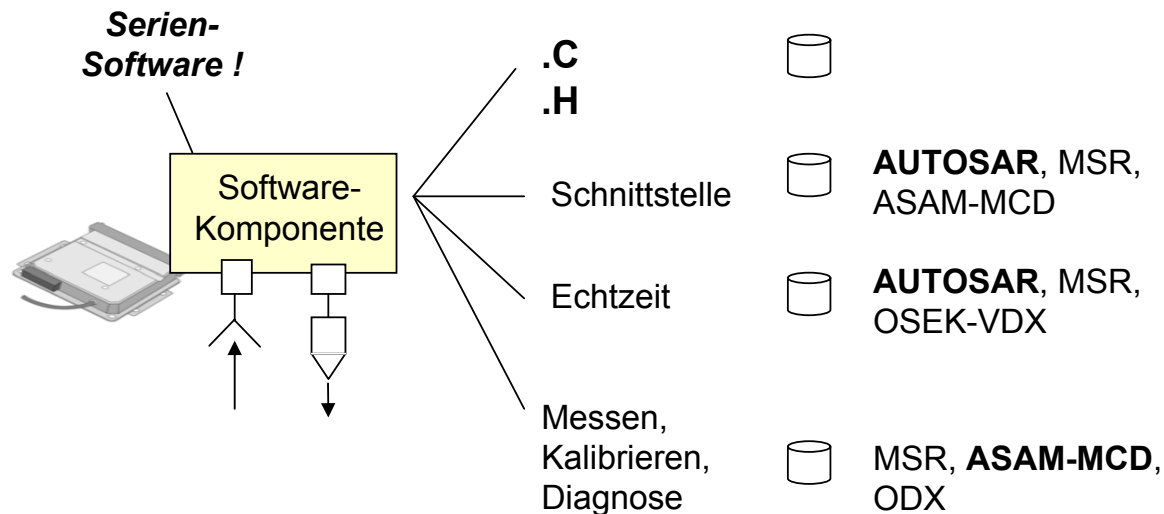 Serien-
Software !
Software-
Komponente
.C
.H
Schnittstelle
AUTOSAR, MSR,
ASAM-MCD
Echtzeit
AUTOSAR, MSR,
OSEK-VDX
Messen,
Kalibrieren,
Diagnose
MSR, ASAM-MCD,
ODX